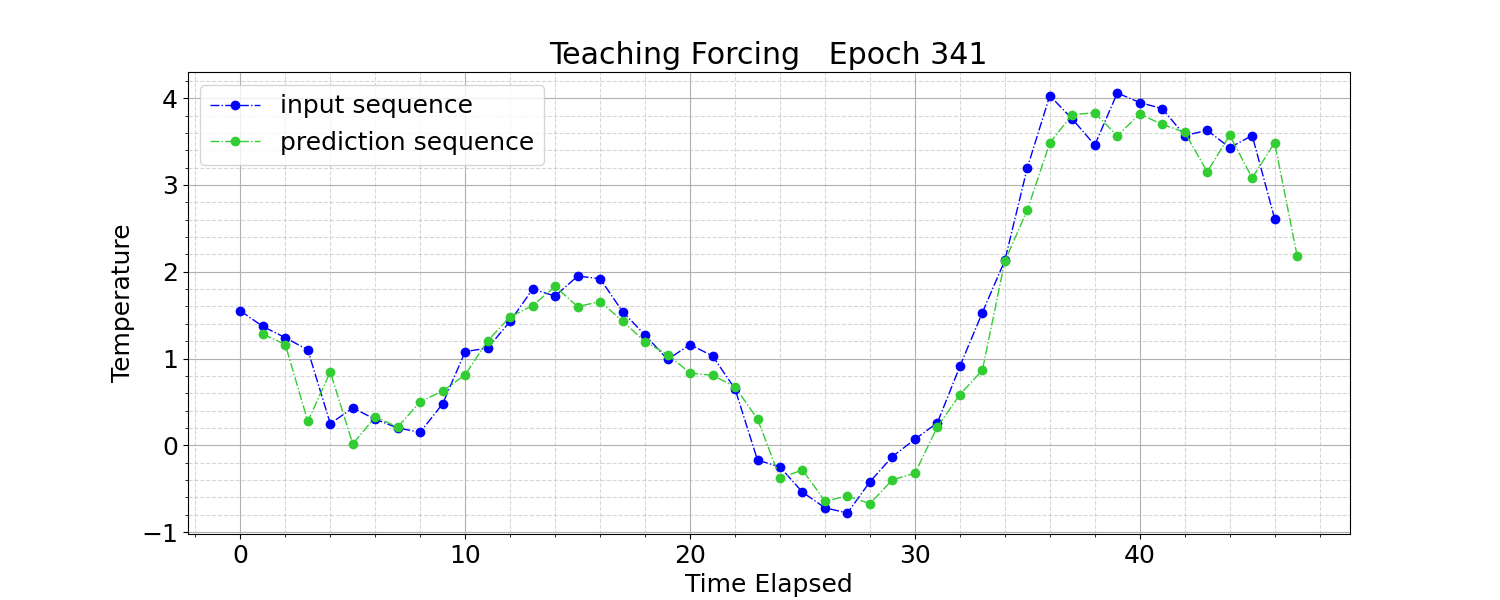 Teaching Forcing   Epoch 341
input sequence
prediction sequence
4
3
2
1
0
−1
Temperature
0 10 20 30 40
Time Elapsed